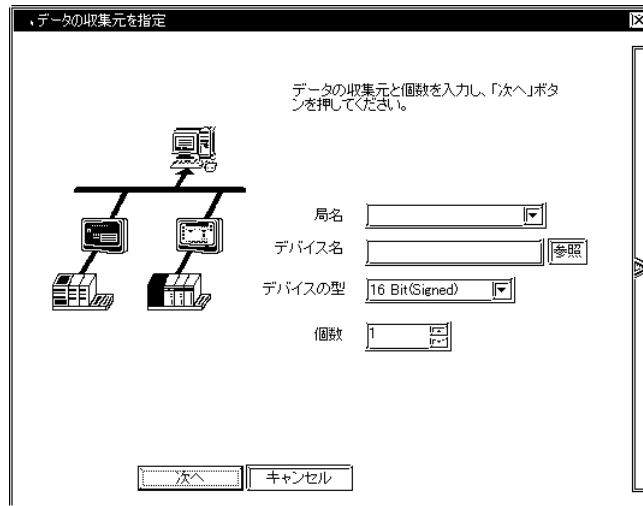 データの収集元を指定
データの収集元と個数を入力し、「次へ」ボタ
ンを押してください。
局名
デバイス名
参照
デバイスの型 16 Bit(Signed)
個数 1
次へ キャンセル